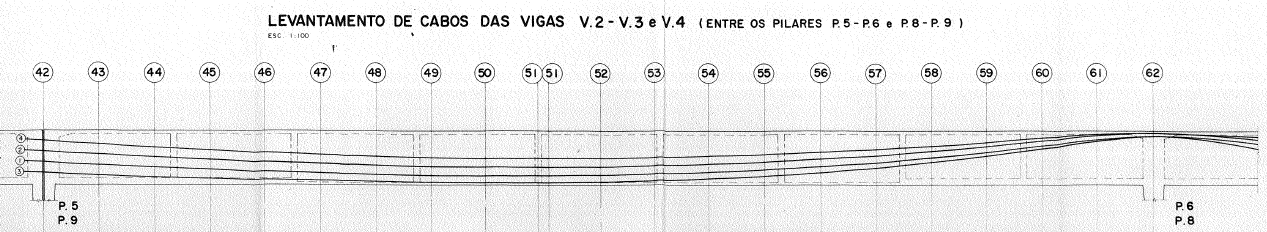 LEVANTAMENTO DE CABOS DAS VIGAS V.2 - V.3 e V.4 ( ENTRE OS PILARES P.5 - P.6 e P.8 - P.9 )
ESC. 1:100
42 43 44 45 46 47 48 49 50 51 51 52 53 54 55 56 57 58 59 60 61 62
4
2
1
3
P.5 P.6
P.9 P.8